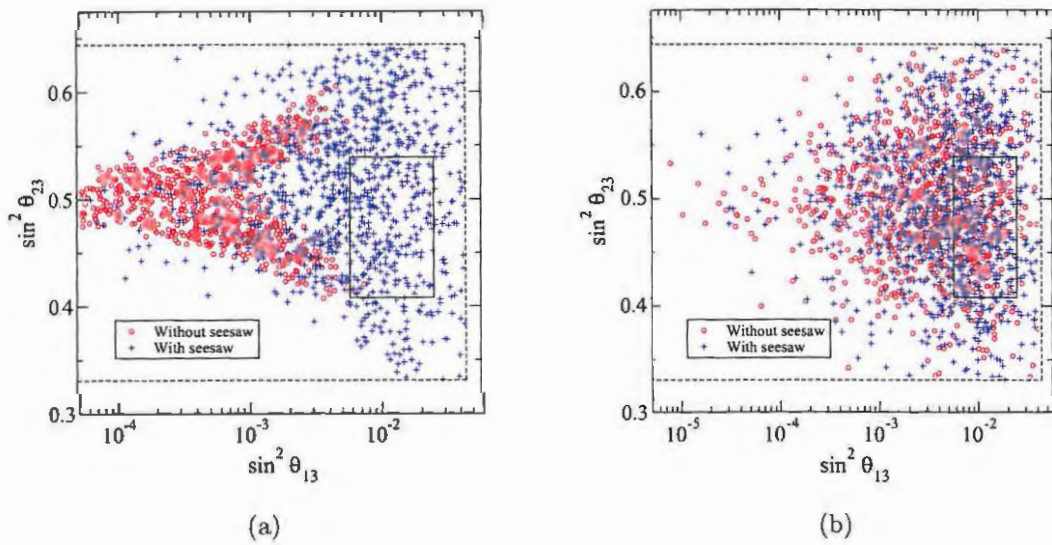 0.6
0.5
0.4
0.3
sin² θ₂₃
Without seesaw
With seesaw
10⁻⁴
10⁻³
10⁻²
sin² θ₁₃
(a)
0.6
0.5
0.4
0.3
sin² θ₂₃
Without seesaw
With seesaw
10⁻⁵
10⁻⁴
10⁻³
10⁻²
sin² θ₁₃
(b)